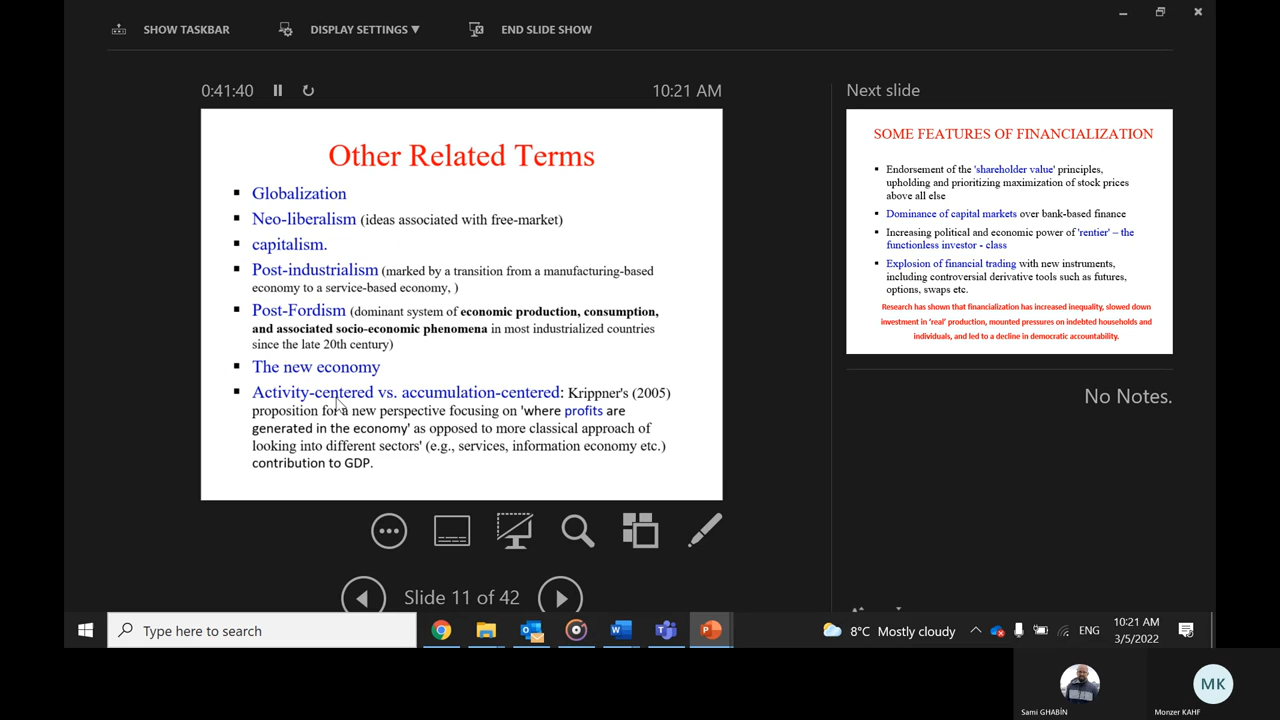 SHOW TASKBAR
DISPLAY SETTINGS ▼
END SLIDE SHOW
0:41:40
10:21 AM
Other Related Terms
▪ Globalization
▪ Neo-liberalism (ideas associated with free-market)
▪ capitalism.
▪ Post-industrialism (marked by a transition from a manufacturing-based
economy to a service-based economy, )
▪ Post-Fordism (dominant system of economic production, consumption,
and associated socio-economic phenomena in most industrialized countries
since the late 20th century)
▪ The new economy
▪ Activity-centered vs. accumulation-centered: Krippner's (2005)
proposition for a new perspective focusing on 'where profits are
generated in the economy' as opposed to more classical approach of
looking into different sectors' (e.g., services, information economy etc.)
contribution to GDP.
Slide 11 of 42
Next slide
SOME FEATURES OF FINANCIALIZATION
▪ Endorsement of the 'shareholder value' principles,
upholding and prioritizing maximization of stock prices
above all else
▪ Dominance of capital markets over bank-based finance
▪ Increasing political and economic power of 'rentier' – the
functionless investor - class
▪ Explosion of financial trading with new instruments,
including controversial derivative tools such as futures,
options, swaps etc.
Research has shown that financialization has increased inequality, slowed down
investment in 'real' production, mounted pressures on indebted households and
individuals, and led to a decline in democratic accountability.
No Notes.
Type here to search
8°C Mostly cloudy
ENG
10:21 AM
3/5/2022
Sami GHABİN
MK
Monzer KAHF